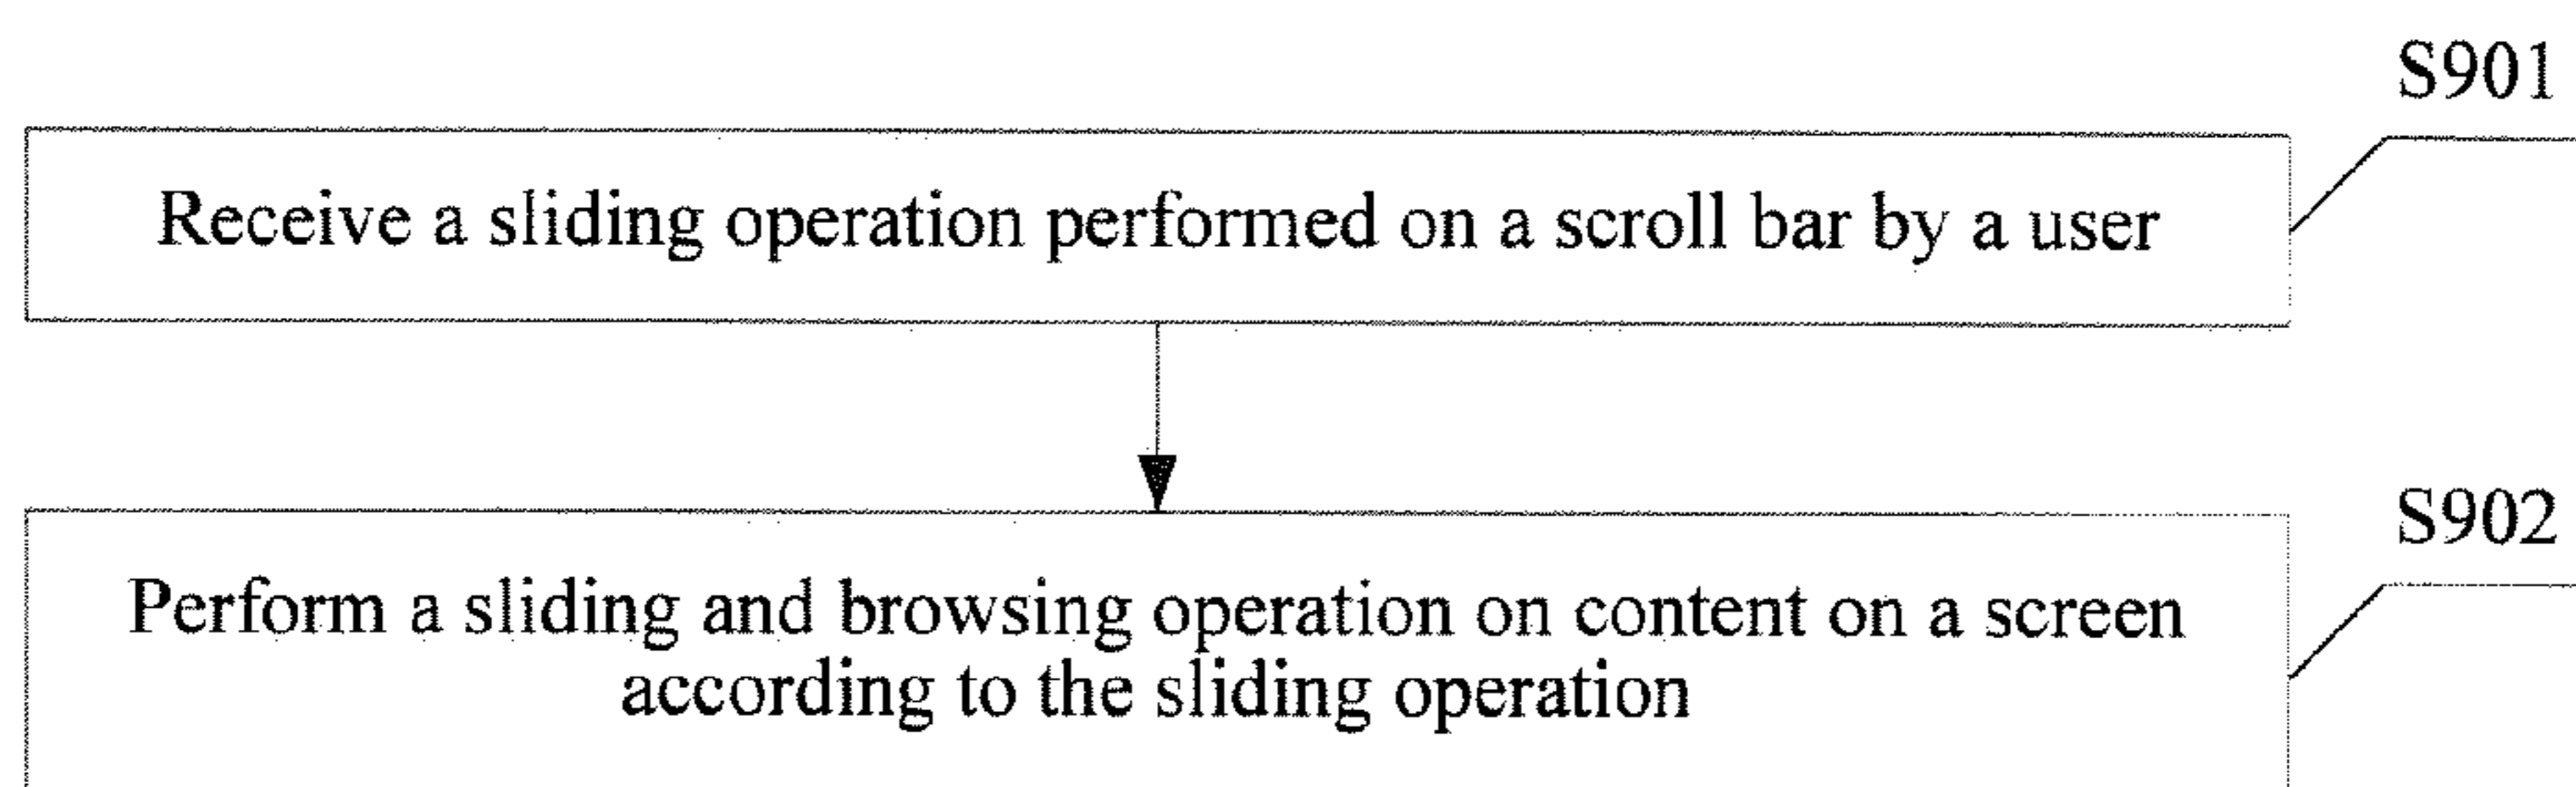 S901
Receive a sliding operation performed on a scroll bar by a user
S902
Perform a sliding and browsing operation on content on a screen
according to the sliding operation